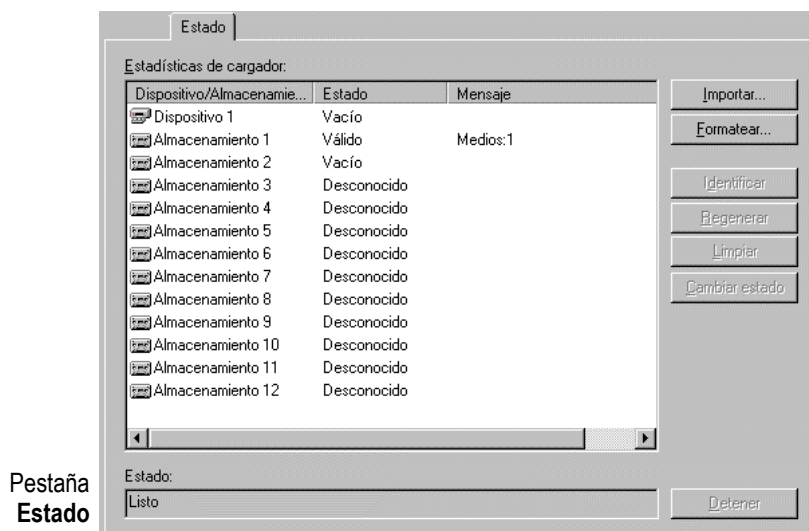 Estado
Estadísticas de cargador:
Dispositivo/Almacenamie... Estado Mensaje
Dispositivo 1 Vacío
Almacenamiento 1 Válido Medios:1
Almacenamiento 2 Vacío
Almacenamiento 3 Desconocido
Almacenamiento 4 Desconocido
Almacenamiento 5 Desconocido
Almacenamiento 6 Desconocido
Almacenamiento 7 Desconocido
Almacenamiento 8 Desconocido
Almacenamiento 9 Desconocido
Almacenamiento 10 Desconocido
Almacenamiento 11 Desconocido
Almacenamiento 12 Desconocido
Importar...
Formatear...
Identificar
Regenerar
Limpiar
Cambiar estado
Pestaña
Estado
Estado:
Listo
Detener